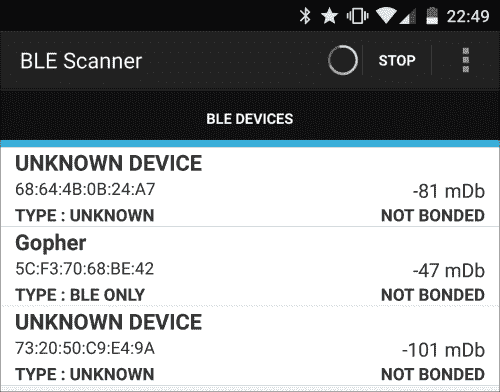 22:49
BLE Scanner STOP
BLE DEVICES
UNKNOWN DEVICE
68:64:4B:0B:24:A7 -81 mDb
TYPE : UNKNOWN NOT BONDED
Gopher
5C:F3:70:68:BE:42 -47 mDb
TYPE : BLE ONLY NOT BONDED
UNKNOWN DEVICE
73:20:50:C9:E4:9A -101 mDb
TYPE : UNKNOWN NOT BONDED